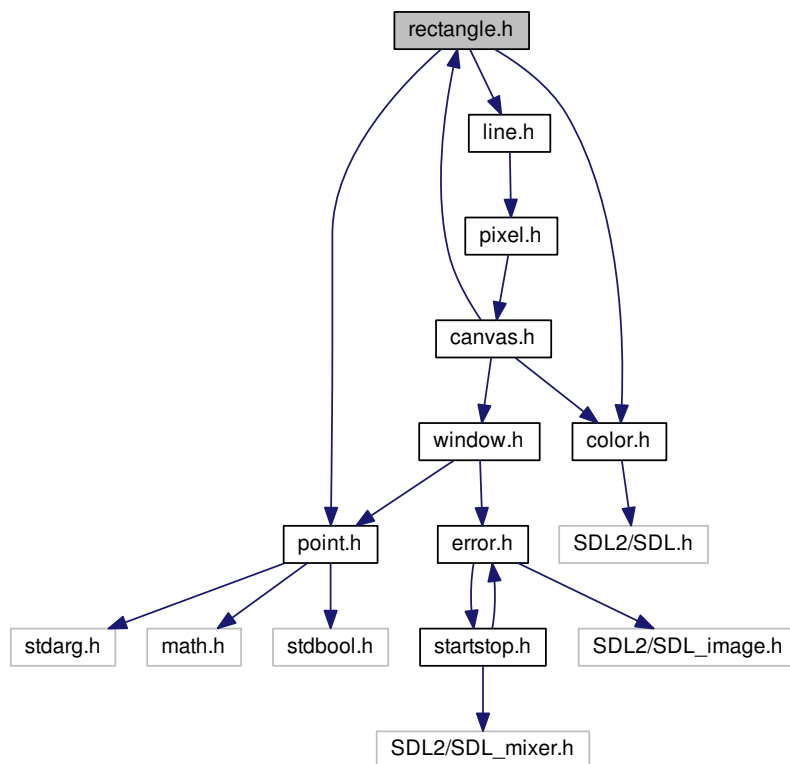 rectangle.h
line.h
pixel.h
canvas.h
window.h
color.h
point.h
error.h
SDL2/SDL.h
stdarg.h
math.h
stdbool.h
startstop.h
SDL2/SDL_image.h
SDL2/SDL_mixer.h